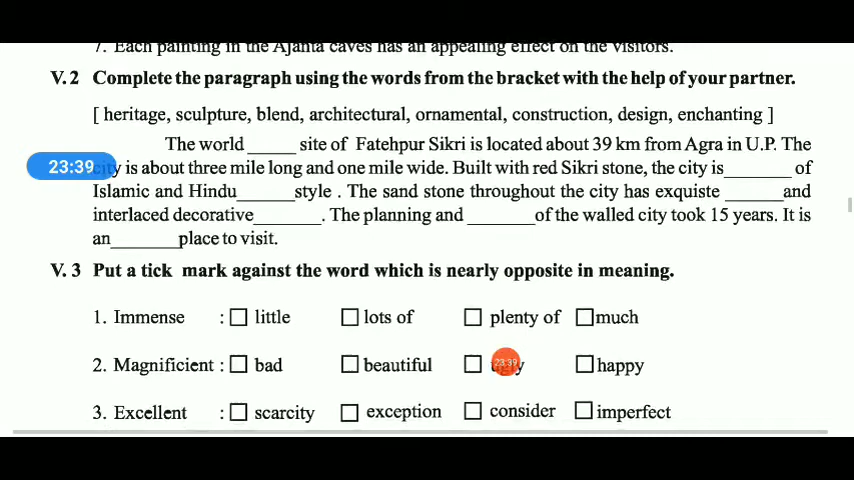 7. Each painting in the Ajanta caves has an appealing effect on the visitors.
V.2 Complete the paragraph using the words from the bracket with the help of your partner.
[ heritage, sculpture, blend, architectural, ornamental, construction, design, enchanting ]
The world _____ site of Fatehpur Sikri is located about 39 km from Agra in U.P. The
23:39 is about three mile long and one mile wide. Built with red Sikri stone, the city is_______ of
Islamic and Hindu______style . The sand stone throughout the city has exquiste ______and
interlaced decorative_______. The planning and _______of the walled city took 15 years. It is
an_______place to visit.
V. 3 Put a tick mark against the word which is nearly opposite in meaning.
1. Immense : little lots of plenty of much
2. Magnificient : bad beautiful 23:39 happy
3. Excellent : scarcity exception consider imperfect